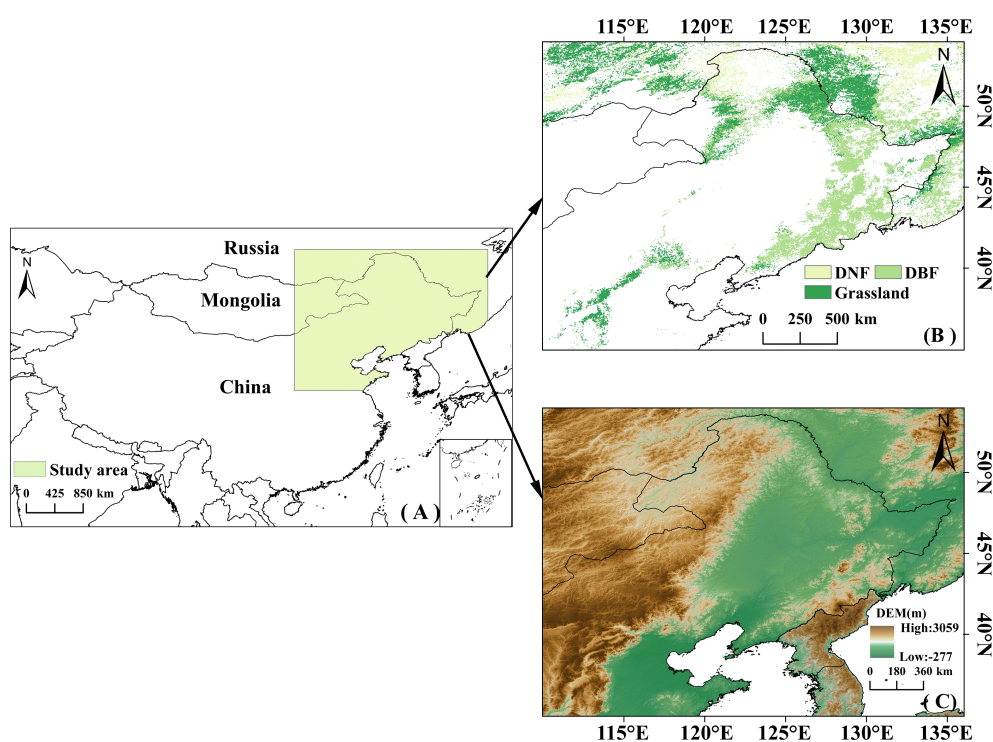 115°E 120°E 125°E 130°E 135°E
N
50°N
45°N
40°N
DNF DBF
Grassland
0 250 500 km
( B )
Russia
N
Mongolia
China
Study area
0 425 850 km
( A )
N
50°N
45°N
40°N
DEM(m)
High:3059
Low:-277
0 180 360 km
( C )
115°E 120°E 125°E 130°E 135°E